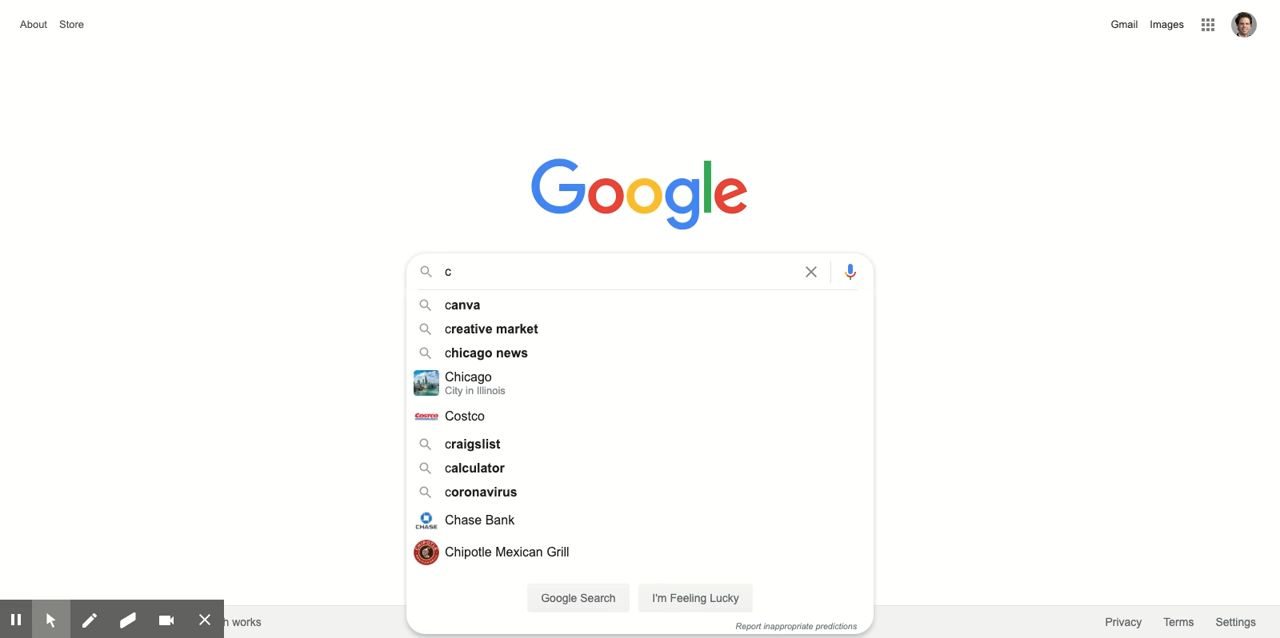 About Store
Gmail Images
Google
c
canva
creative market
chicago news
Chicago
City in Illinois
COSTCO
Costco
craigslist
calculator
coronavirus
CHASE
Chase Bank
Chipotle Mexican Grill
Google Search
I'm Feeling Lucky
Report inappropriate predictions
h works
Privacy Terms Settings